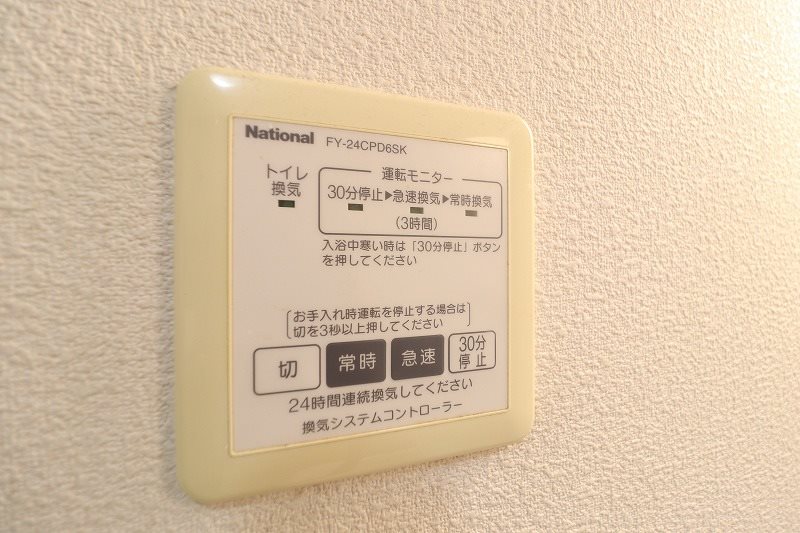 National FY-24CPD6SK
トイレ
換気
運転モニター
30分停止▶急速換気▶常時換気
(3時間)
入浴中寒い時は「30分停止」ボタン
を押してください
お手入れ時運転を停止する場合は
切を3秒以上押してください
切 常時 急速 30分
停止
24時間連続換気してください
換気システムコントローラー